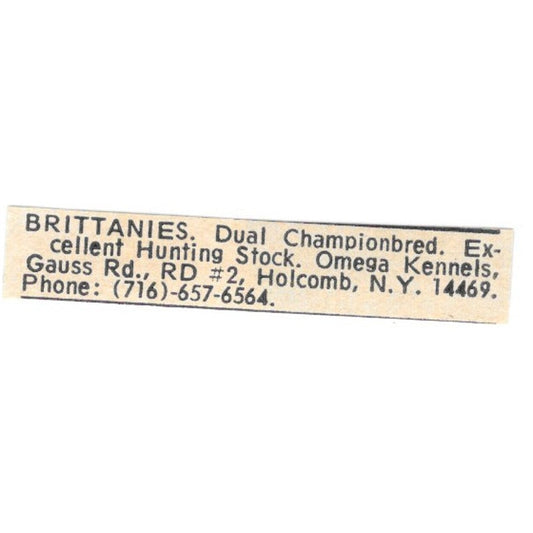 BRITTANIES. Dual Championbred. Ex-
cellent Hunting Stock. Omega Kennels,
Gauss Rd., RD #2, Holcomb, N.Y. 14469.
Phone: (716)-657-6564.